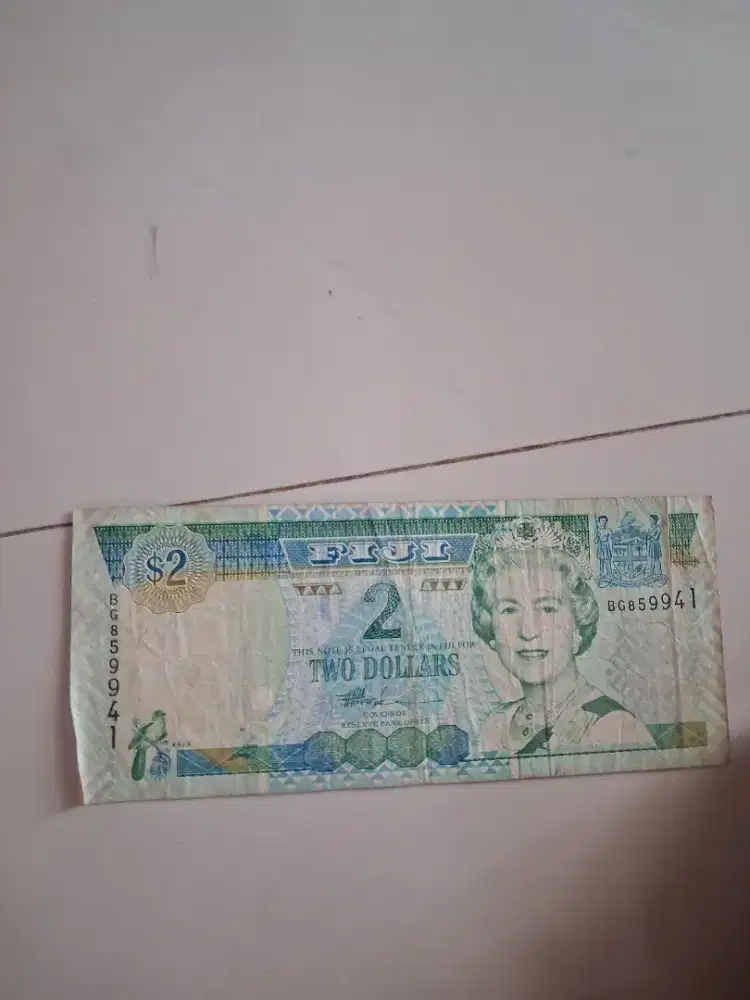 FIJI
$2
2
BG859941
BG859941
THIS NOTE IS LEGAL TENDER IN FIJI FOR
TWO DOLLARS
GOVERNOR
RESERVE BANK OF FIJI
KAKA